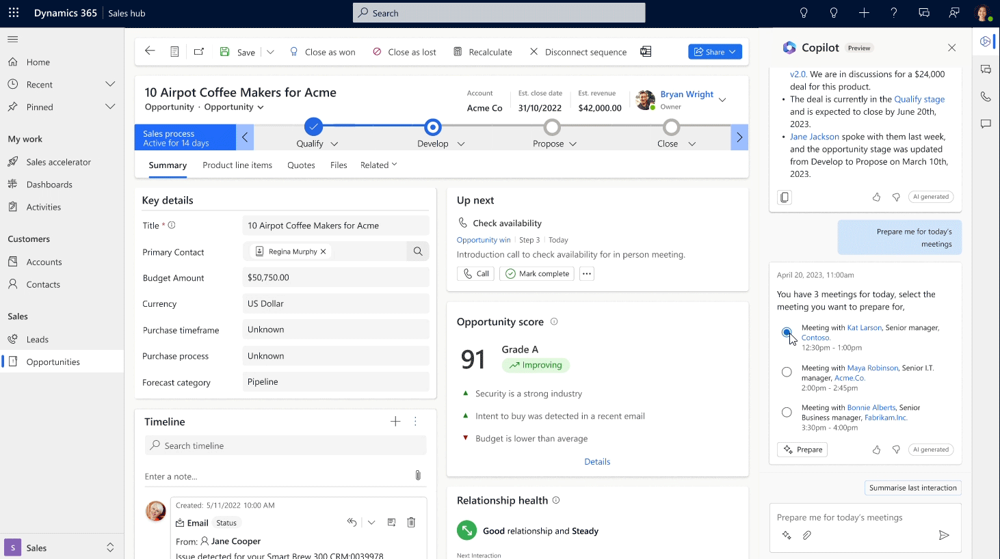 Dynamics 365
Sales hub
Search
Home
Recent
Pinned
My work
Sales accelerator
Dashboards
Activities
Customers
Accounts
Contacts
Sales
Leads
Opportunities
S Sales
Save
Close as won
Close as lost
Recalculate
Disconnect sequence
Share
10 Airpot Coffee Makers for Acme
Opportunity · Opportunity
Account
Acme Co
Est. close date
31/10/2022
Est. revenue
$42,000.00
Bryan Wright
Owner
Sales process
Active for 14 days
Qualify
Develop
Propose
Close
Summary
Product line items
Quotes
Files
Related
Key details
Title *
10 Airpot Coffee Makers for Acme
Primary Contact
Regina Murphy
Budget Amount
$50,750.00
Currency
US Dollar
Purchase timeframe
Unknown
Purchase process
Unknown
Forecast category
Pipeline
Timeline
Search timeline
Enter a note...
Created: 5/11/2022 10:00 AM
Email
Status
From: Jane Cooper
Issue detected for your Smart Brew 300 CRM:0039978
Up next
Check availability
Opportunity win
Step 3
Today
Introduction call to check availability for in person meeting.
Call
Mark complete
Opportunity score
91
Grade A
Improving
Security is a strong industry
Intent to buy was detected in a recent email
Budget is lower than average
Details
Relationship health
Good relationship and Steady
Next Interaction
Copilot
Preview
v2.0. We are in discussions for a $24,000
deal for this product.
• The deal is currently in the Qualify stage
and is expected to close by June 20th,
2023.
• Jane Jackson spoke with them last week,
and the opportunity stage was updated
from Develop to Propose on March 10th,
2023.
AI generated
Prepare me for today's
meetings
April 20, 2023, 11:00am
You have 3 meetings for today, select the
meeting you want to prepare for,
Meeting with Kat Larson, Senior manager,
Contoso.
12:30pm - 1:00pm
Meeting with Maya Robinson, Senior I.T.
manager, Acme.Co.
2:00pm - 2:45pm
Meeting with Bonnie Alberts, Senior
Business manager, Fabrikam.Inc.
3:30pm - 4:00pm
Prepare
AI generated
Summarise last interaction
Prepare me for today's meetings